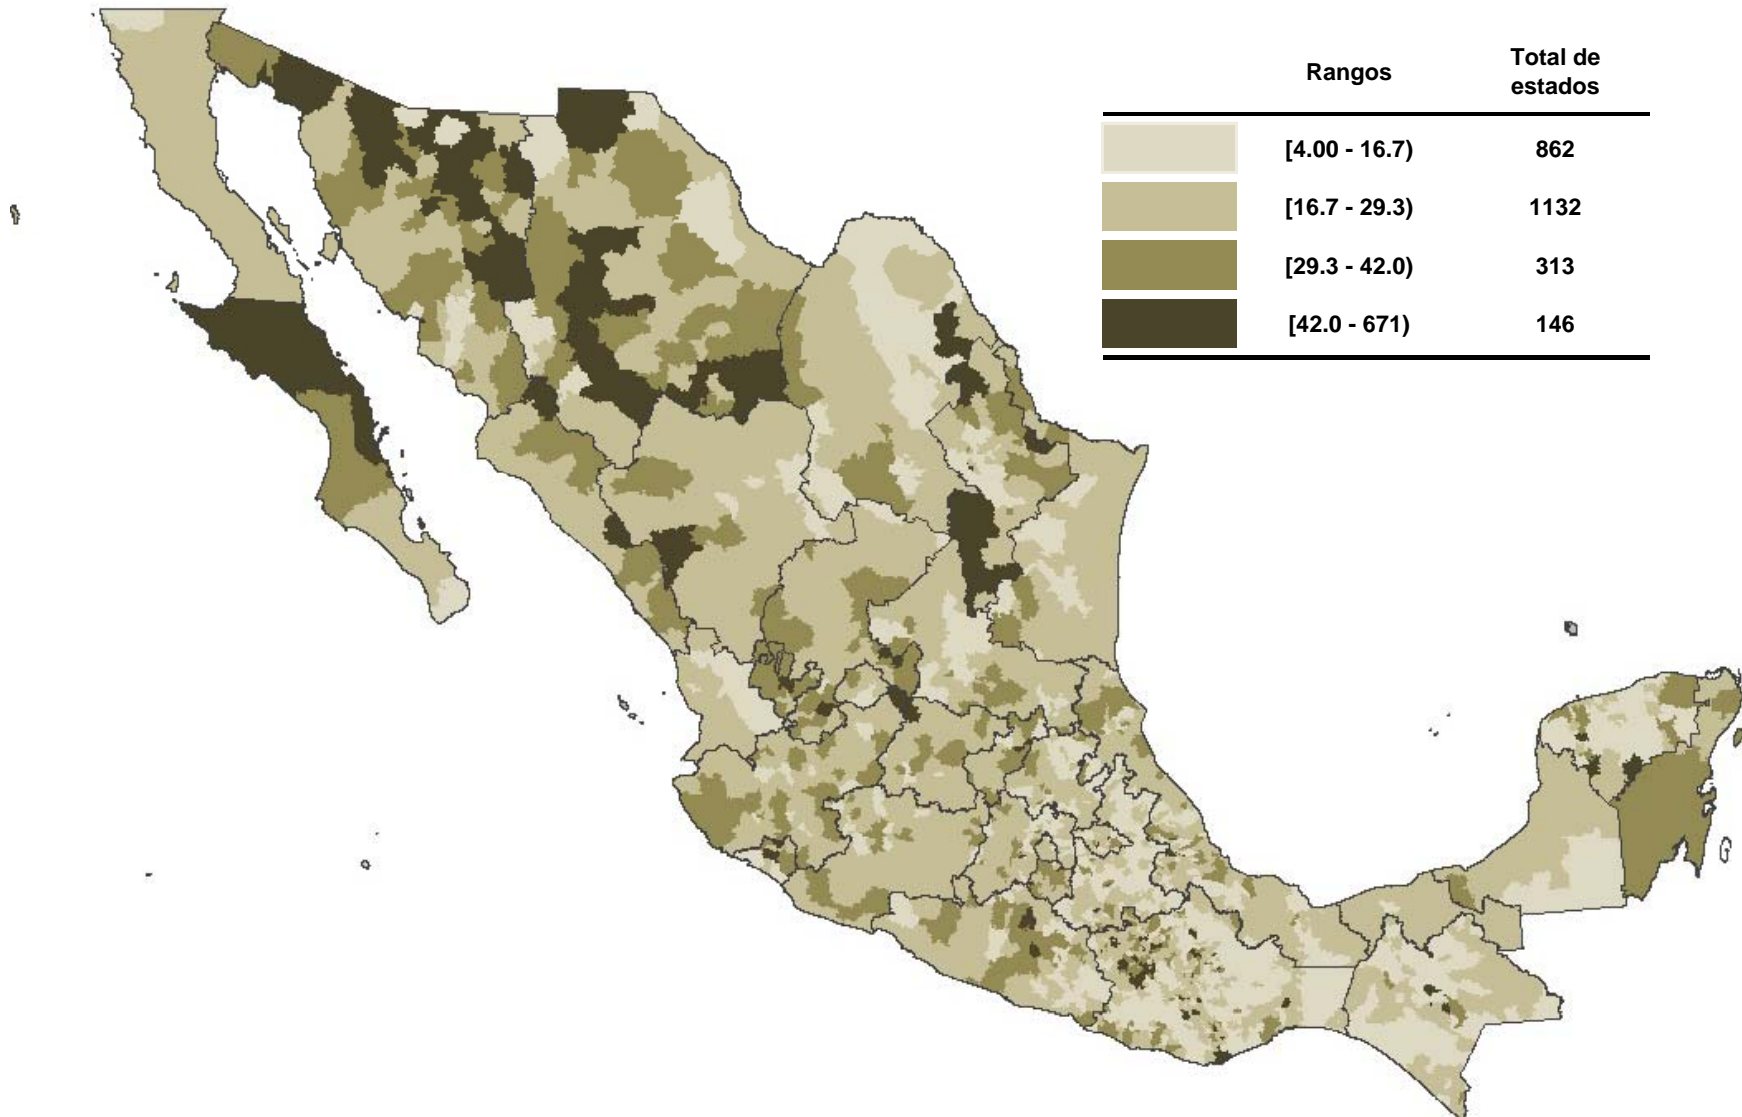 Rangos
Total de
estados
[4.00 - 16.7) 862
[16.7 - 29.3) 1132
[29.3 - 42.0) 313
[42.0 - 671) 146